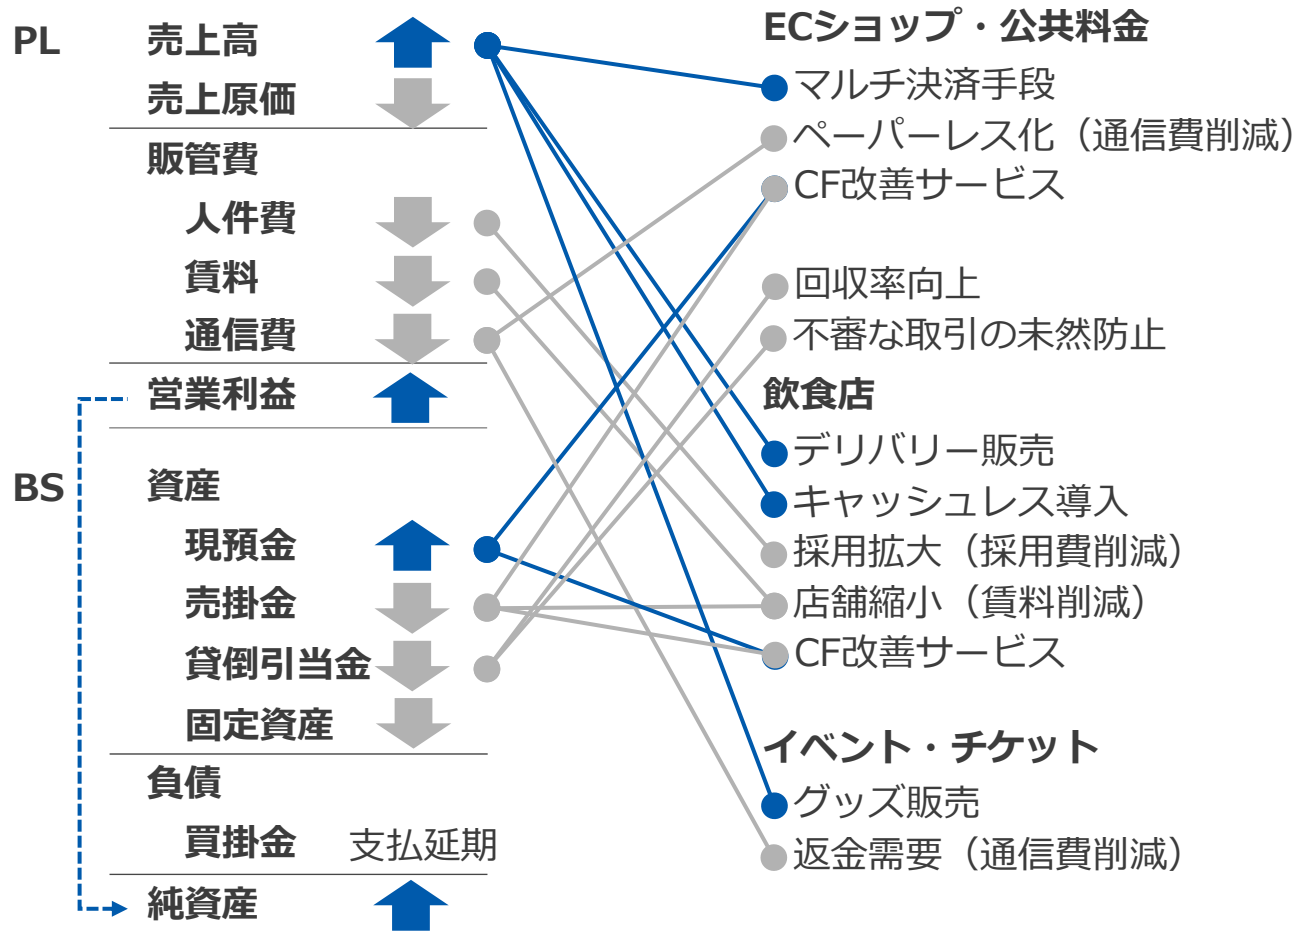 PL
売上高
売上原価
販管費
人件費
賃料
通信費
営業利益
BS
資産
現預金
売掛金
貸倒引当金
固定資産
負債
買掛金 支払延期
純資産
ECショップ・公共料金
マルチ決済手段
ペーパーレス化（通信費削減）
CF改善サービス
回収率向上
不審な取引の未然防止
飲食店
デリバリー販売
キャッシュレス導入
採用拡大（採用費削減）
店舗縮小（賃料削減）
CF改善サービス
イベント・チケット
グッズ販売
返金需要（通信費削減）